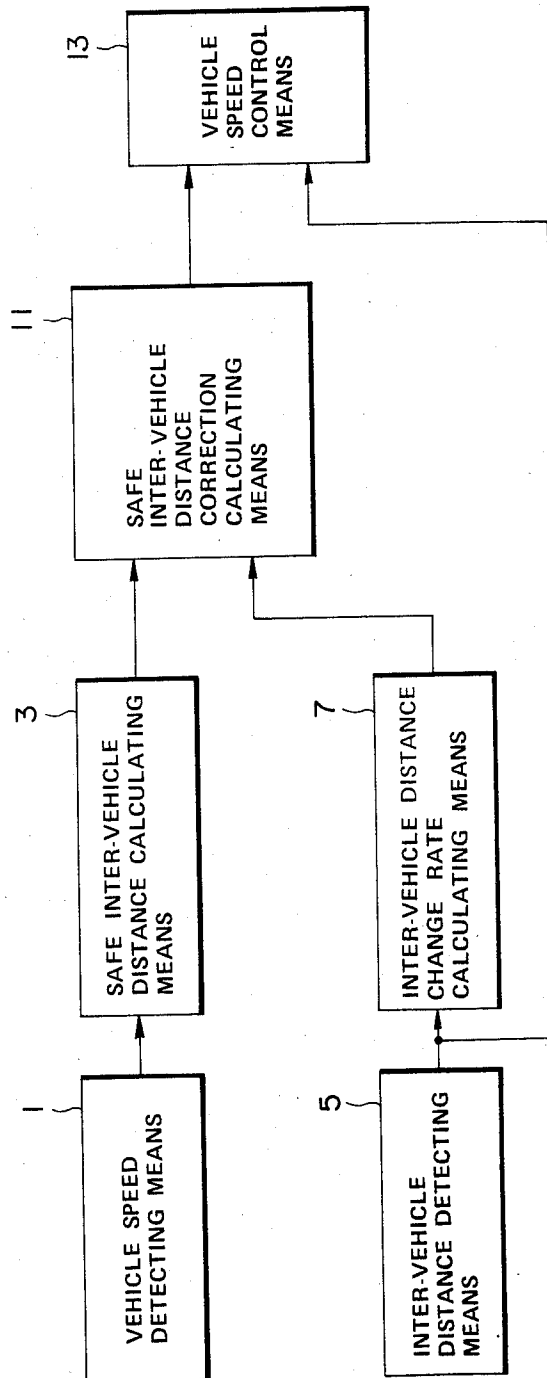 1
VEHICLE SPEED
DETECTING MEANS
3
SAFE INTER-VEHICLE
DISTANCE CALCULATING
MEANS
5
INTER-VEHICLE
DISTANCE DETECTING
MEANS
7
INTER-VEHICLE DISTANCE
CHANGE RATE
CALCULATING MEANS
11
SAFE
INTER-VEHICLE
DISTANCE
CORRECTION
CALCULATING
MEANS
13
VEHICLE
SPEED
CONTROL
MEANS